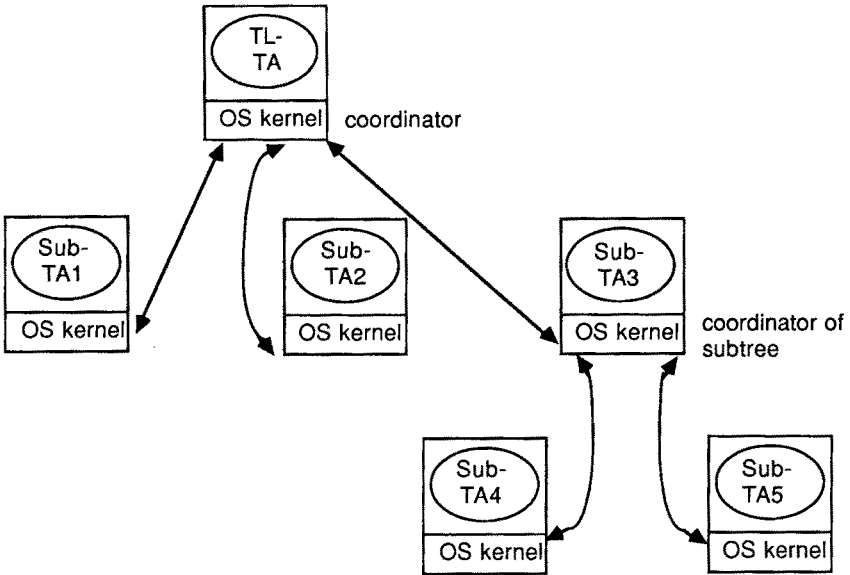 TL-
TA
OS kernel
coordinator
Sub-
TA1
OS kernel
Sub-
TA2
OS kernel
Sub-
TA3
OS kernel
coordinator of
subtree
Sub-
TA4
OS kernel
Sub-
TA5
OS kernel